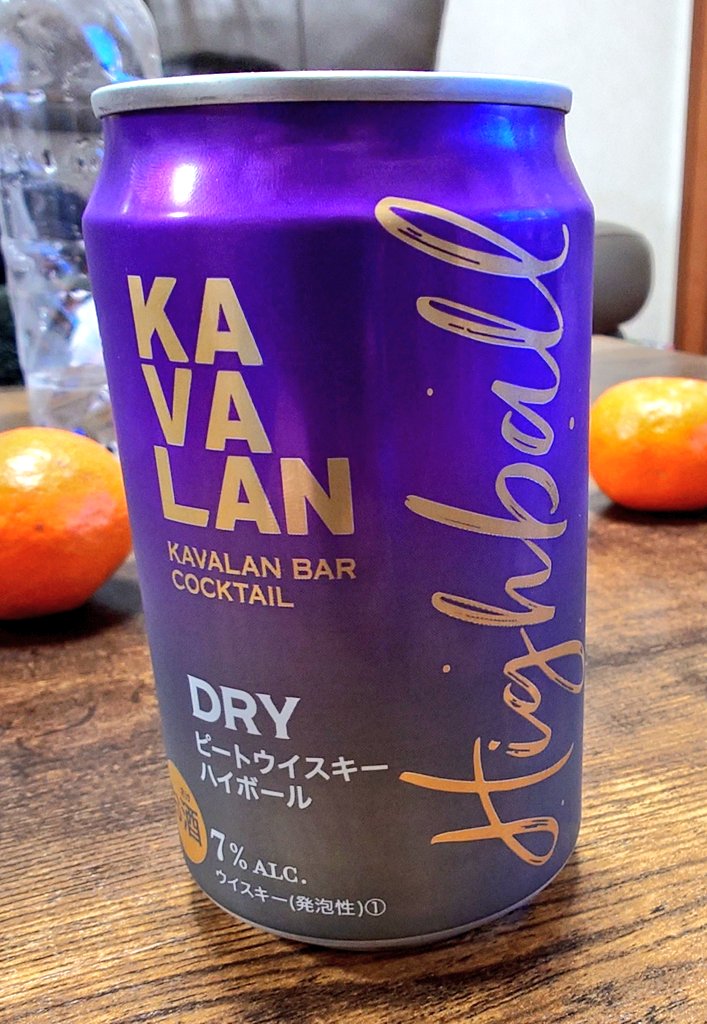 KA
VA
LAN
KAVALAN BAR
COCKTAIL
Highball
DRY
ピートウイスキー
ハイボール
酒
7% ALC.
ウイスキー(発泡性)①